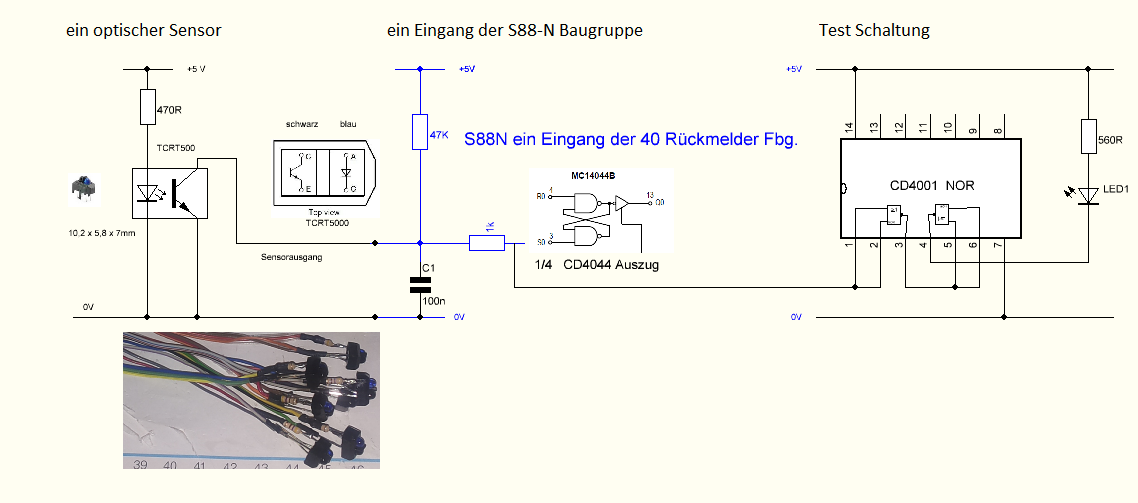 ein optischer Sensor
ein Eingang der S88-N Baugruppe
Test Schaltung
+5 V
+5V
+5V
470R
TCRT500
10,2 x 5,8 x 7mm
0V
schwarz blau
C A
E C
Top view
TCRT5000
Sensorausgang
47K
S88N ein Eingang der 40 Rückmelder Fbg.
MC14044B
R0 4
13 Q0
S0 3
1k
1/4 CD4044 Auszug
C1
100n
0V
14 13 12 11 10 9 8
CD4001 NOR
1 2 3 4 5 6 7
560R
LED1
0V
39 40 41 42 43 44 45 46